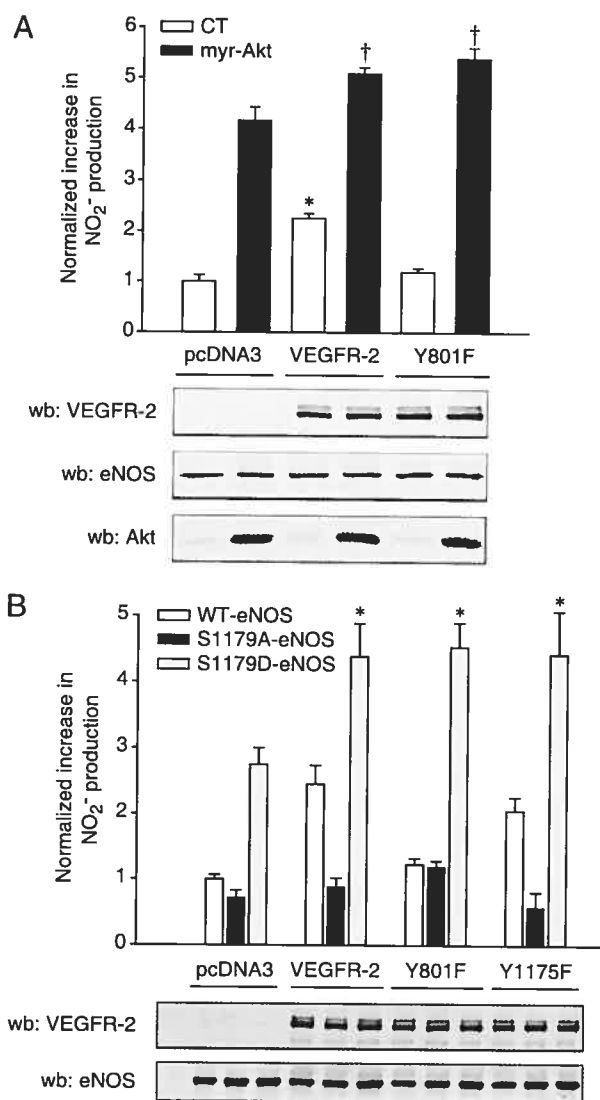 A
CT
myr-Akt
Normalized increase in
NO₂⁻ production
6
5
4
3
2
1
0
*
†
†
pcDNA3
VEGFR-2
Y801F
wb: VEGFR-2
wb: eNOS
wb: Akt
B
WT-eNOS
S1179A-eNOS
S1179D-eNOS
Normalized increase in
NO₂⁻ production
5
4
3
2
1
0
*
*
*
pcDNA3
VEGFR-2
Y801F
Y1175F
wb: VEGFR-2
wb: eNOS